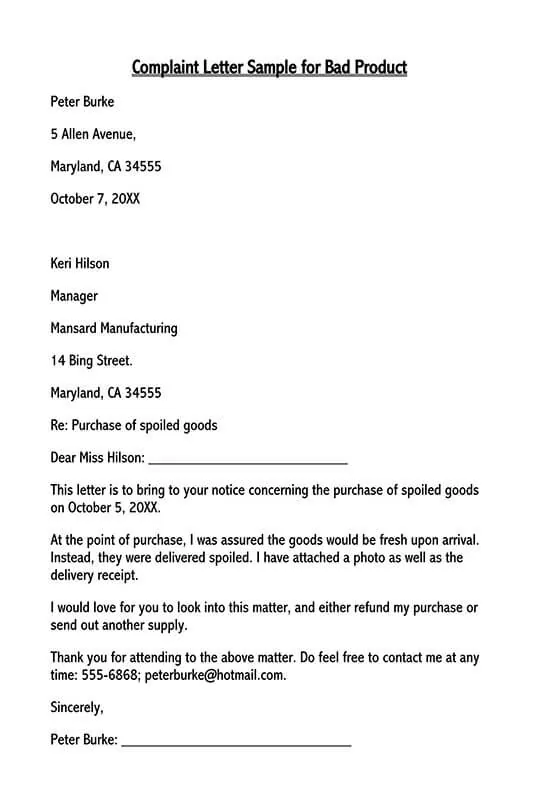 Complaint Letter Sample for Bad Product
Peter Burke
5 Allen Avenue,
Maryland, CA 34555
October 7, 20XX
Keri Hilson
Manager
Mansard Manufacturing
14 Bing Street.
Maryland, CA 34555
Re: Purchase of spoiled goods
Dear Miss Hilson: ____________________________
This letter is to bring to your notice concerning the purchase of spoiled goods
on October 5, 20XX.
At the point of purchase, I was assured the goods would be fresh upon arrival.
Instead, they were delivered spoiled. I have attached a photo as well as the
delivery receipt.
I would love for you to look into this matter, and either refund my purchase or
send out another supply.
Thank you for attending to the above matter. Do feel free to contact me at any
time: 555-6868; peterburke@hotmail.com.
Sincerely,
Peter Burke: ________________________________